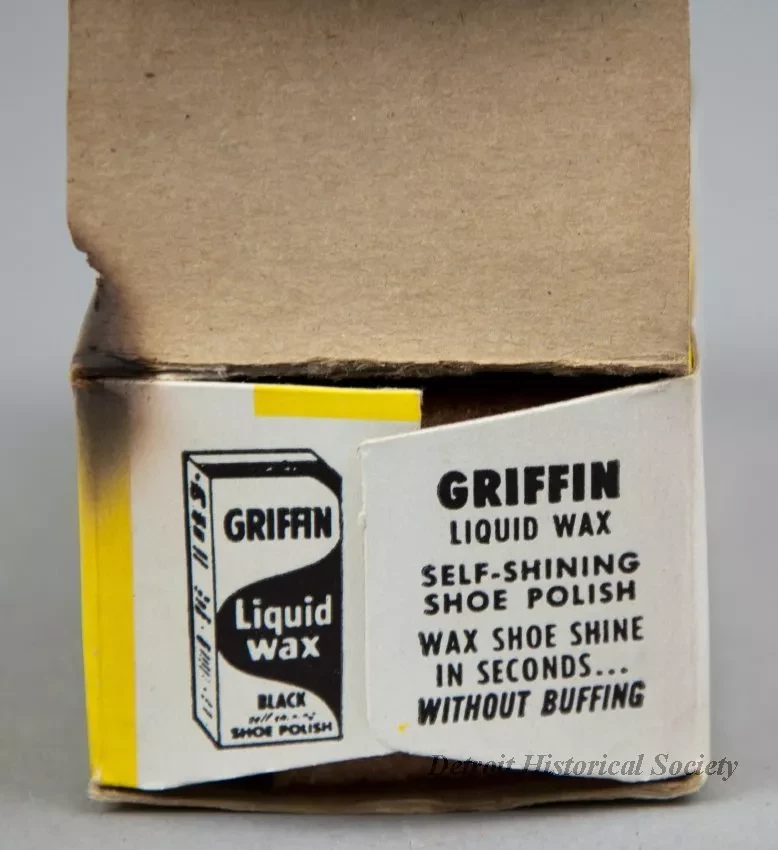 GRIFFIN
Liquid
wax
BLACK
SHOE POLISH
GRIFFIN
LIQUID WAX
SELF-SHINING
SHOE POLISH
WAX SHOE SHINE
IN SECONDS...
WITHOUT BUFFING
Detroit Historical Society